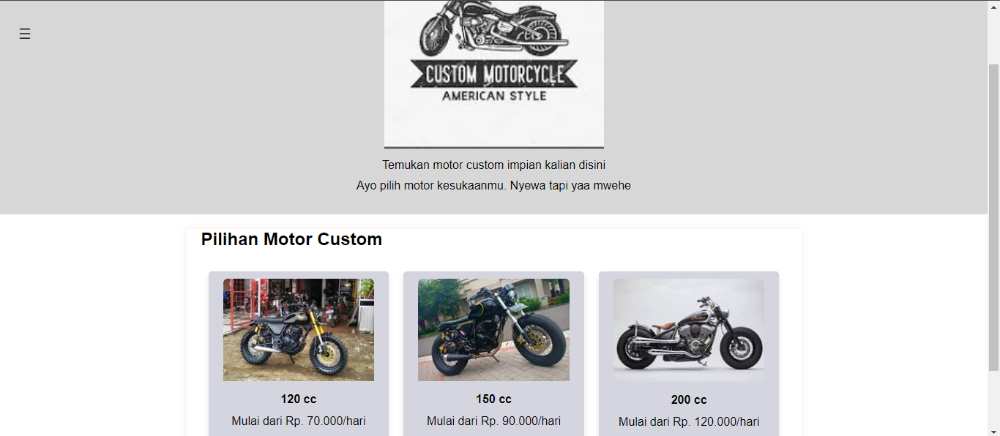 ☰
CUSTOM MOTORCYCLE
AMERICAN STYLE
Temukan motor custom impian kalian disini
Ayo pilih motor kesukaanmu. Nyewa tapi yaa mwehe
Pilihan Motor Custom
120 cc
150 cc
200 cc
Mulai dari Rp. 70.000/hari
Mulai dari Rp. 90.000/hari
Mulai dari Rp. 120.000/hari